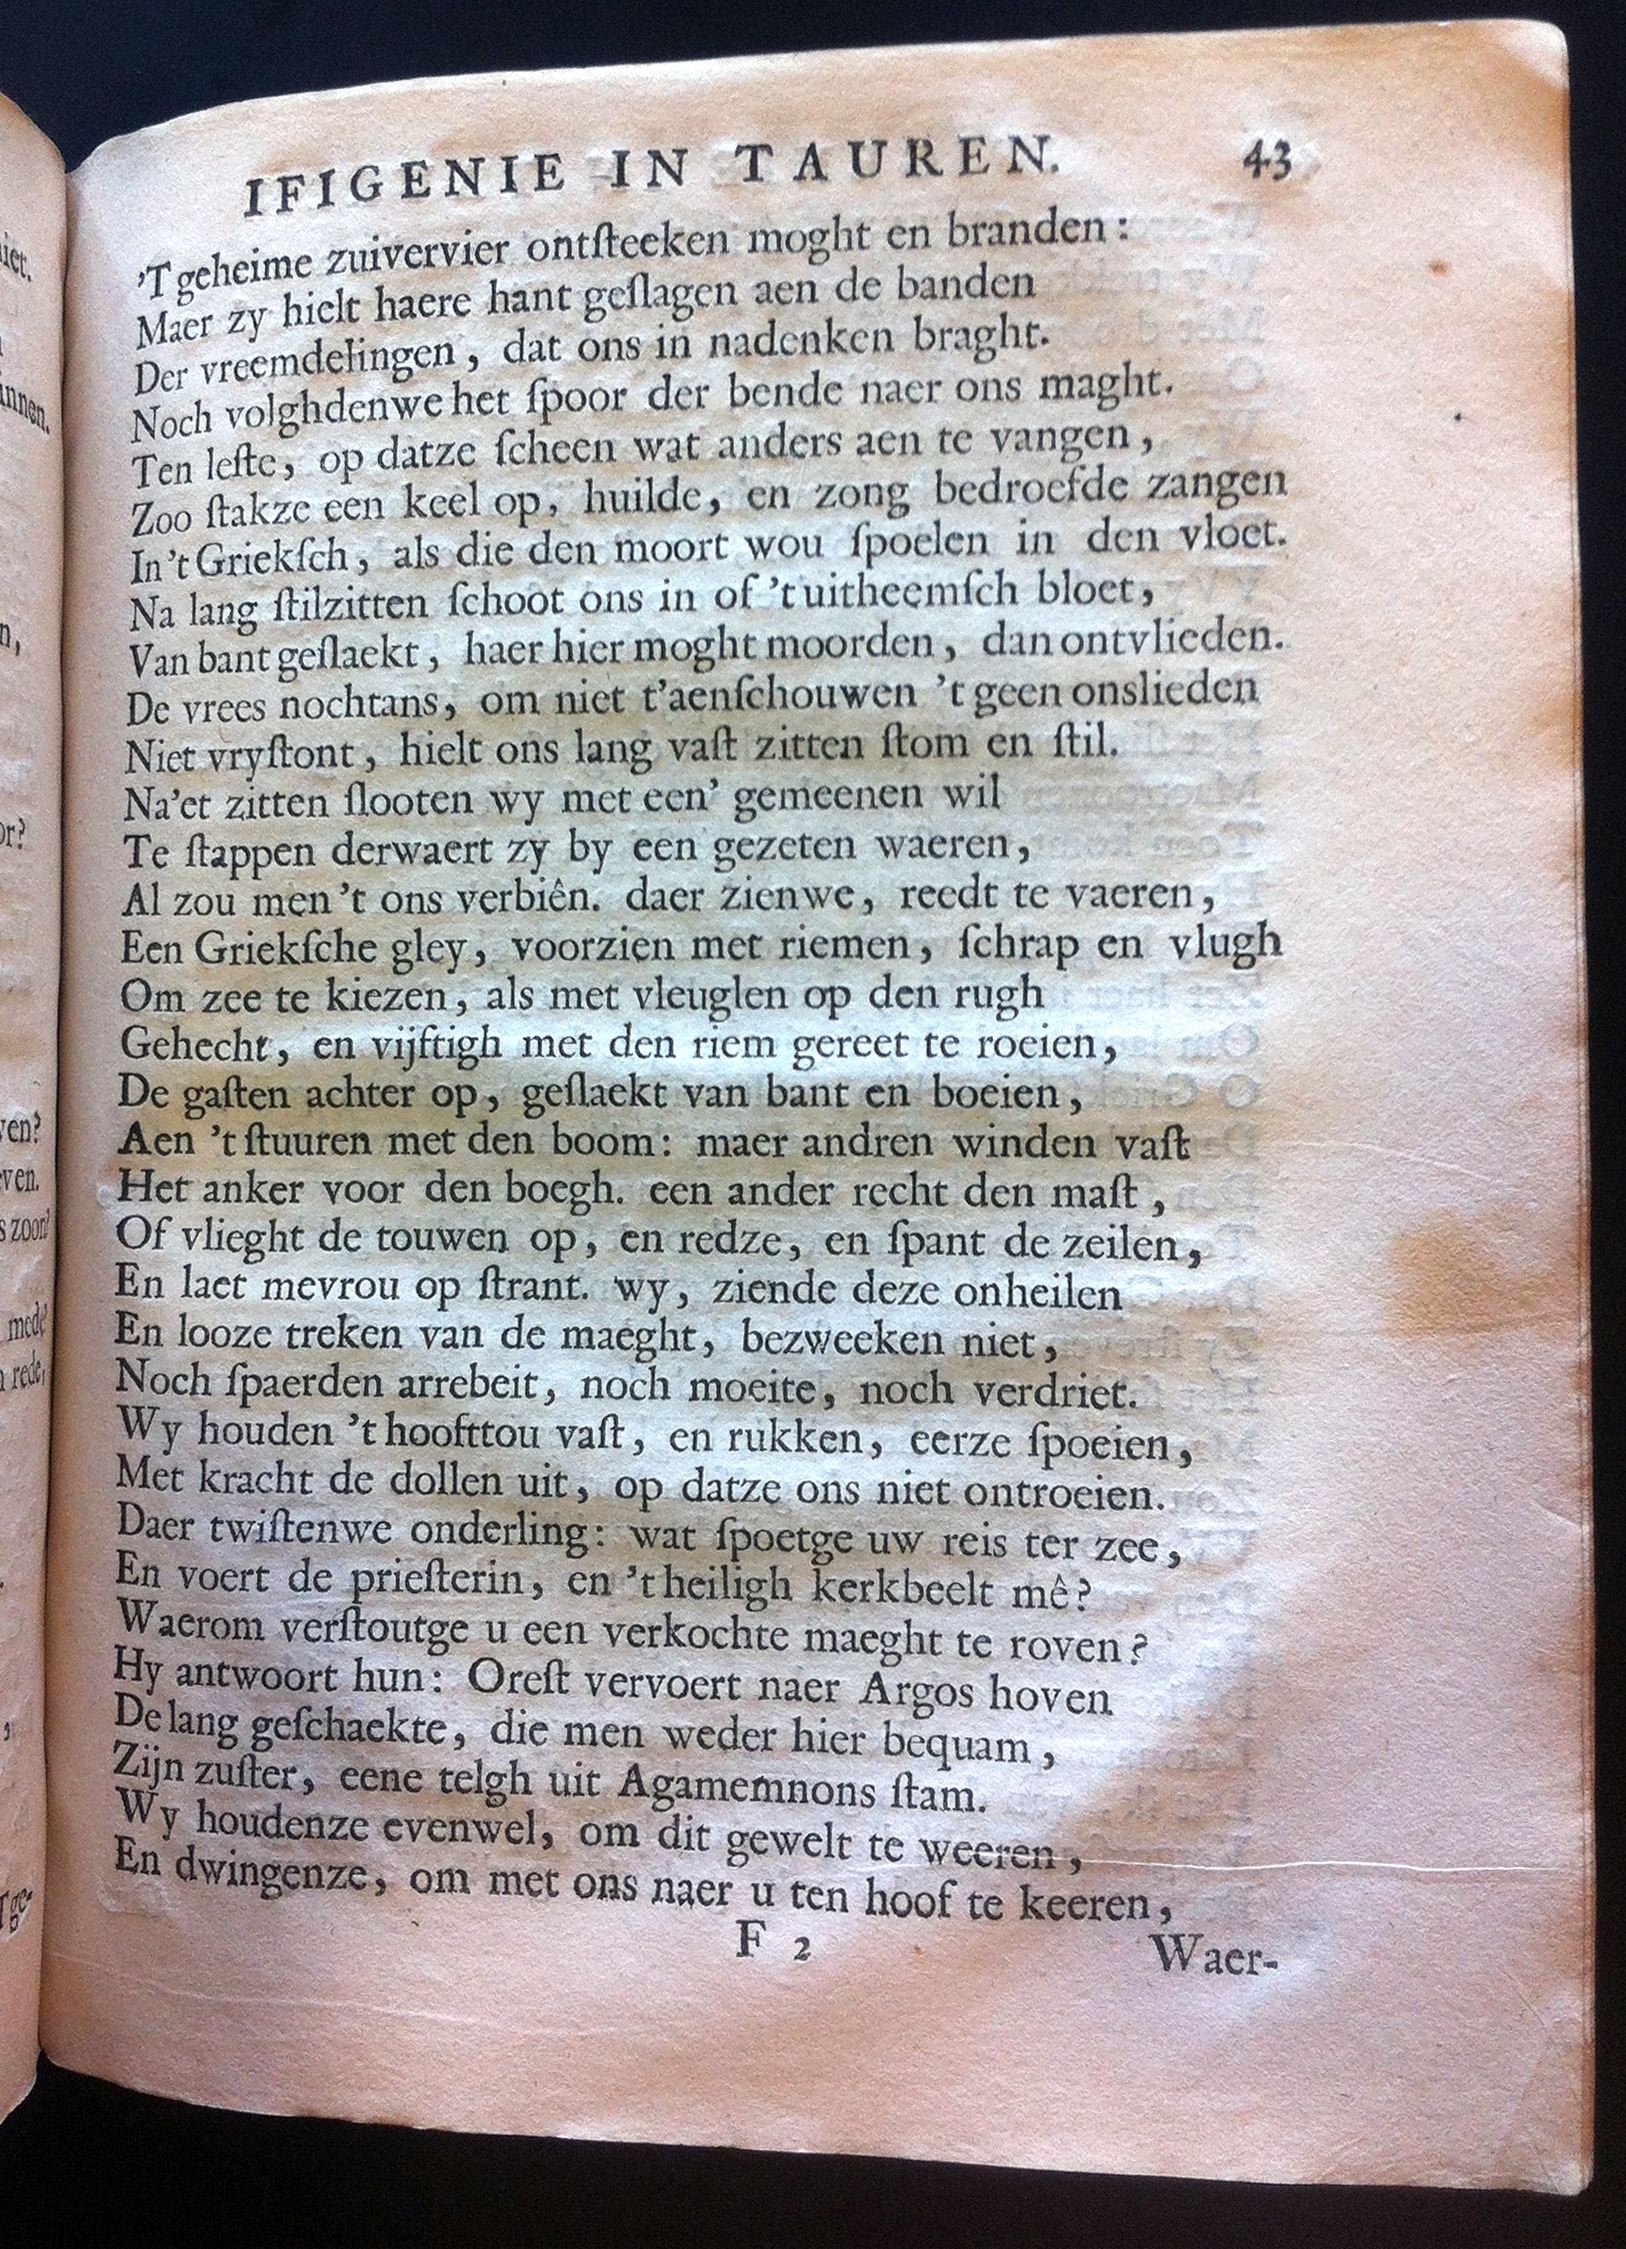 IFIGENIE IN TAUREN. 43
'T geheime zuivervier ontſteeken moght en branden:
Maer zy hielt haere hant geſlagen aen de banden
Der vreemdelingen, dat ons in nadenken braght.
Noch volghdenwe het ſpoor der bende naer ons maght.
Ten leſte, op datze ſcheen wat anders aen te vangen,
Zoo ſtakze een keel op, huilde, en zong bedroefde zangen
In 't Griekſch, als die den moort wou ſpoelen in den vloet.
Na lang ſtilzitten ſchoot ons in of 't uitheemſch bloet,
Van bant geſlaekt, haer hier moght moorden, dan ontvlieden.
De vrees nochtans, om niet t'aenſchouwen 't geen onslieden
Niet vryſtont, hielt ons lang vaſt zitten ſtom en ſtil.
Na'et zitten ſlooten wy met een' gemeenen wil
Te ſtappen derwaert zy by een gezeten waeren,
Al zou men 't ons verbiên. daer zienwe, reedt te vaeren,
Een Griekſche gley, voorzien met riemen, ſchrap en vlugh
Om zee te kiezen, als met vleuglen op den rugh
Gehecht, en vijftigh met den riem gereet te roeien,
De gaſten achter op, geſlaekt van bant en boeien,
Aen 't ſtuuren met den boom: maer andren winden vaſt
Het anker voor den boegh. een ander recht den maſt,
Of vlieght de touwen op, en redze, en ſpant de zeilen,
En laet mevrou op ſtrant. wy, ziende deze onheilen
En looze treken van de maeght, bezweeken niet,
Noch ſpaerden arrebeit, noch moeite, noch verdriet.
Wy houden 't hoofttou vaſt, en rukken, eerze ſpoeien,
Met kracht de dollen uit, op datze ons niet ontroeien.
Daer twiſtenwe onderling: wat ſpoetge uw reis ter zee,
En voert de prieſterin, en 't heiligh kerkbeelt mê?
Waerom verſtoutge u een verkochte maeght te roven?
Hy antwoort hun: Oreſt vervoert naer Argos hoven
De lang geſchaekte, die men weder hier bequam,
Zijn zuſter, eene telgh uit Agamemnons ſtam.
Wy houdenze evenwel, om dit gewelt te weeren,
En dwingenze, om met ons naer u ten hoof te keeren,
F 2 Waer-